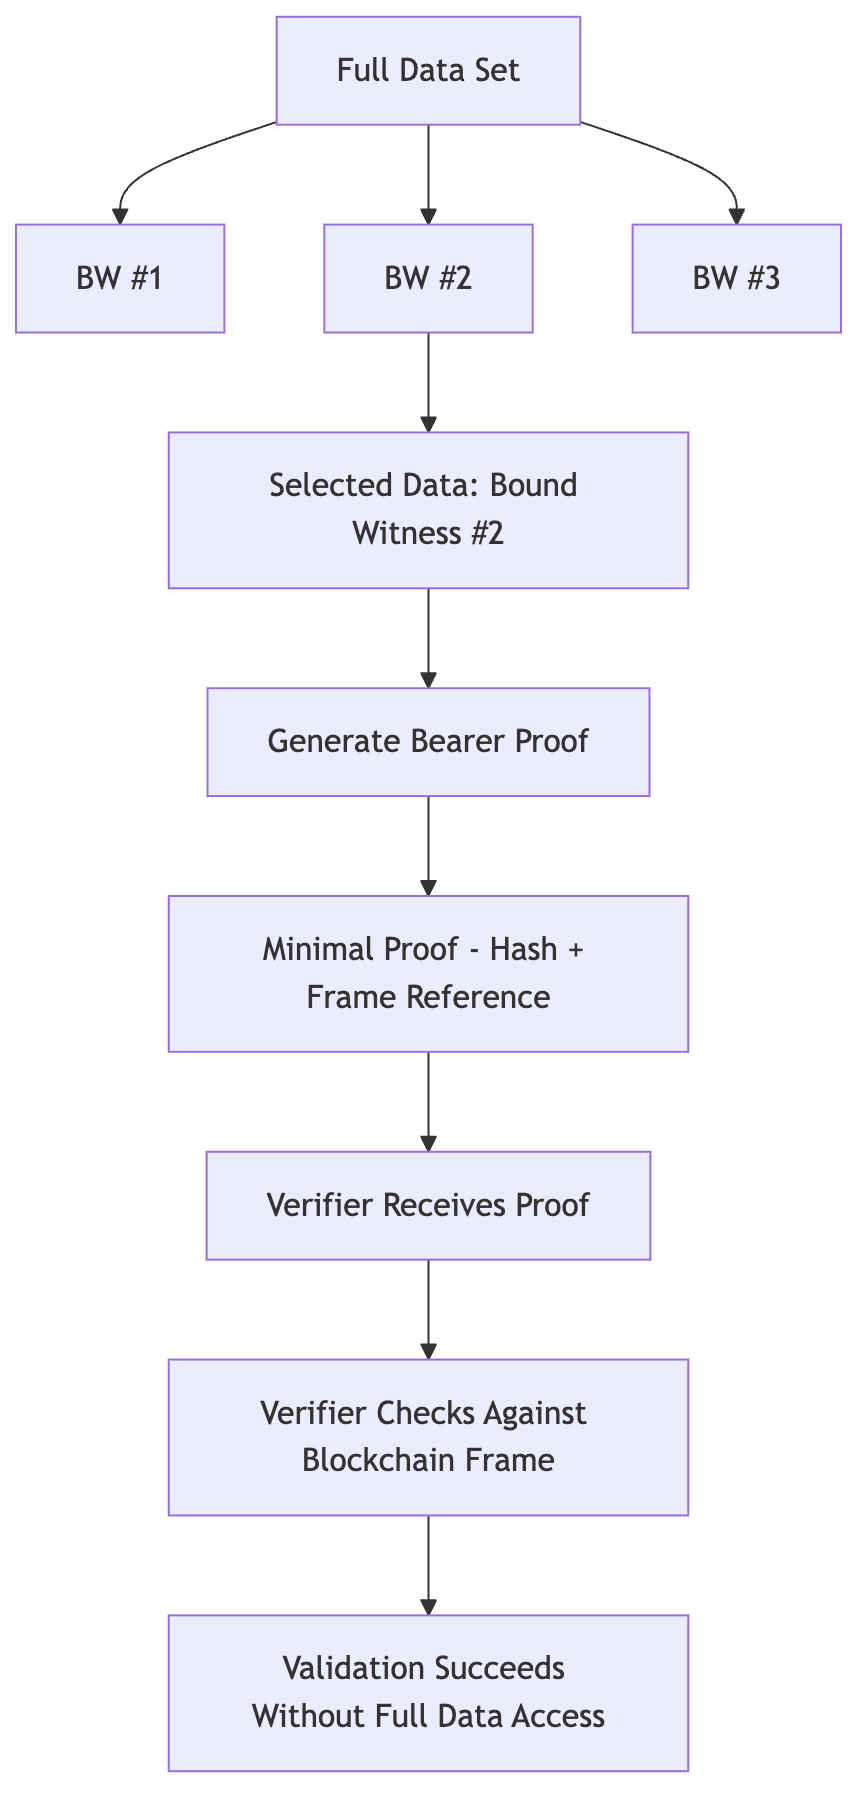 Full Data Set
BW #1
BW #2
BW #3
Selected Data: Bound
Witness #2
Generate Bearer Proof
Minimal Proof - Hash +
Frame Reference
Verifier Receives Proof
Verifier Checks Against
Blockchain Frame
Validation Succeeds
Without Full Data Access